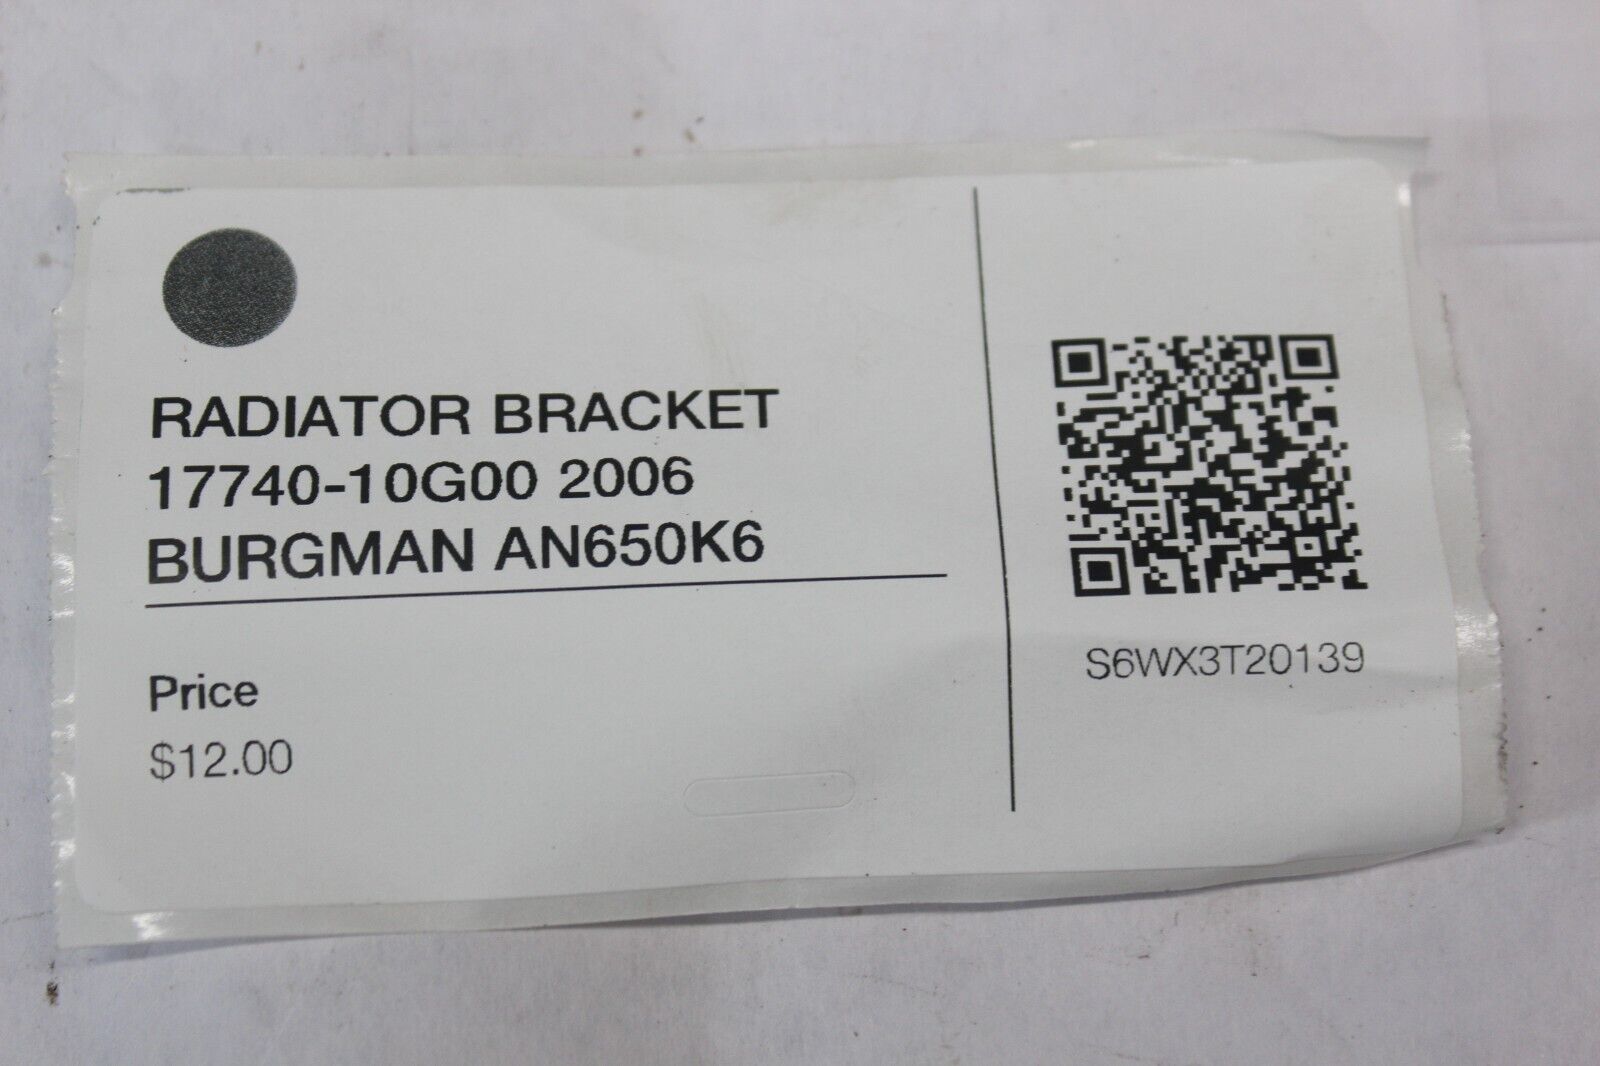 RADIATOR BRACKET
17740-10G00 2006
BURGMAN AN650K6
Price
$12.00
S6WX3T20139